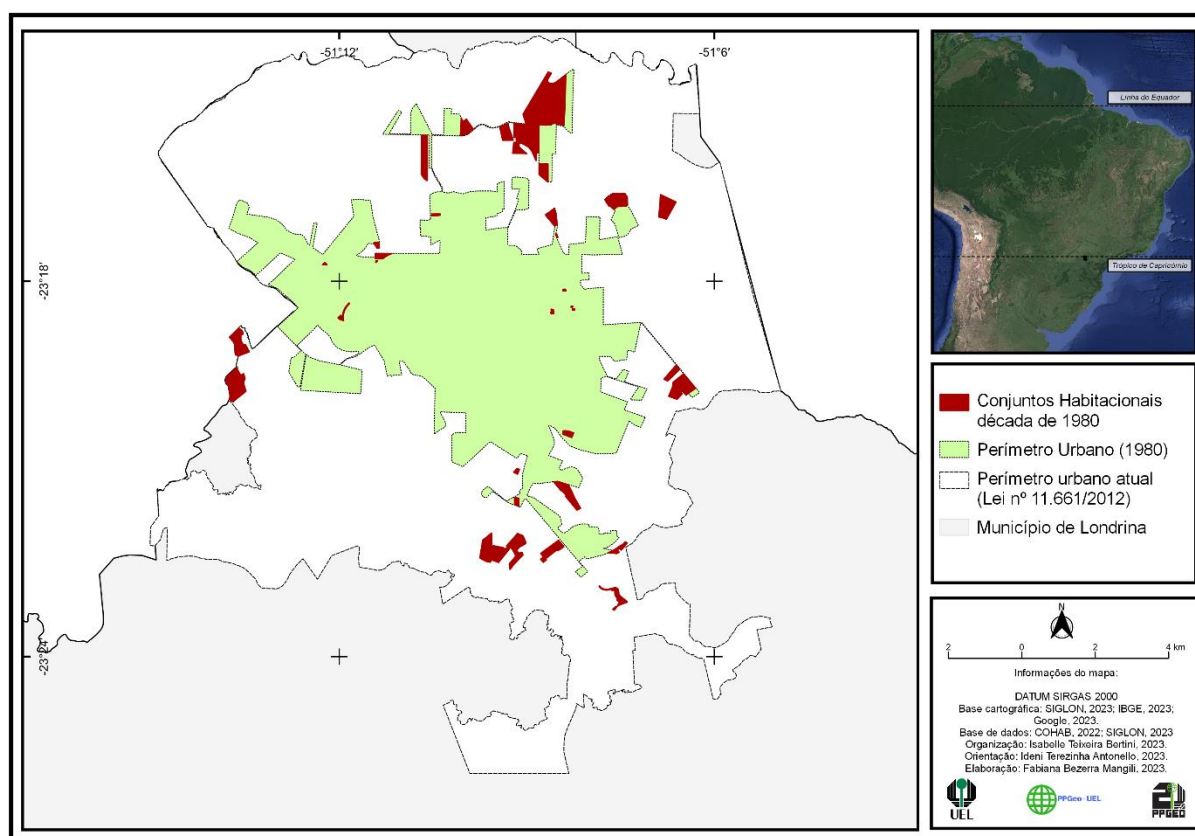 -51°12'
-51°6'
-23°18'
-23°24'
Linha do Equador
Trópico de Capricórnio
Conjuntos Habitacionais
década de 1980
Perímetro Urbano (1980)
Perímetro urbano atual
(Lei nº 11.661/2012)
Município de Londrina
N
2 0 2 4 km
Informações do mapa:
DATUM SIRGAS 2000
Base cartográfica: SIGLON, 2023; IBGE, 2023;
Google, 2023.
Base de dados: COHAB, 2022; SIGLON, 2023
Organização: Isabelle Teixeira Bertini, 2023.
Orientação: Ideni Terezinha Antonello, 2023.
Elaboração: Fabiana Bezerra Mangili, 2023.
UEL
PPGeo - UEL
PPGEO